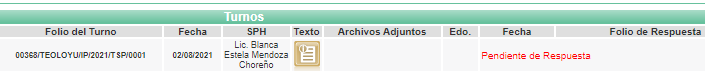 Turnos
Folio del Turno Fecha SPH Texto Archivos Adjuntos Edo. Fecha Folio de Respuesta
00368/TEOLOYU/IP/2021/TSP/0001 02/08/2021 Lic. Blanca Estela Mendoza Choreño Pendiente de Respuesta